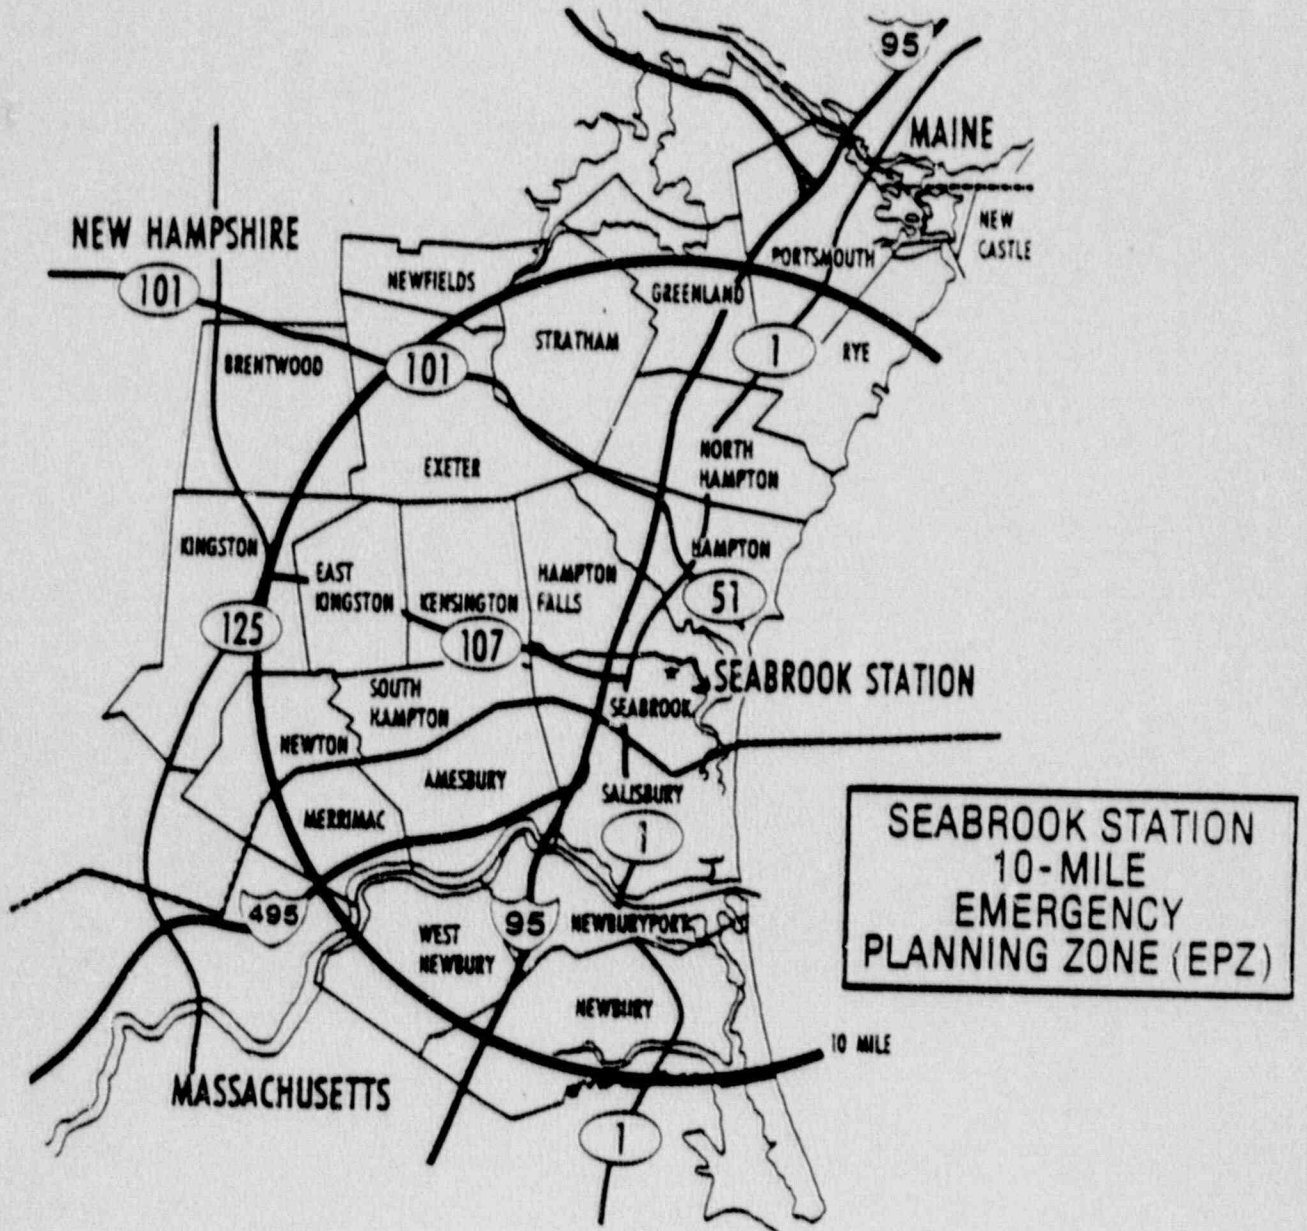 95
MAINE
NEW HAMPSHIRE
NEW
CASTLE
PORTSMOUTH
101
NEWFIELDS
GREENLAND
STRATHAM
1
RYE
BRENTWOOD
101
EXETER
NORTH
HAMPTON
KINGSTON
EAST
KINGSTON
KENSINGTON
HAMPTON
FALLS
HAMPTON
51
125
107
SEABROOK STATION
SOUTH
HAMPTON
SEABROOK
NEWTON
AMESBURY
SALISBURY
MERRIMAC
1
SEABROOK STATION
10-MILE
EMERGENCY
PLANNING ZONE (EPZ)
495
95
NEWBURYPORT
WEST
NEWBURY
NEWBURY
10 MILE
MASSACHUSETTS
1